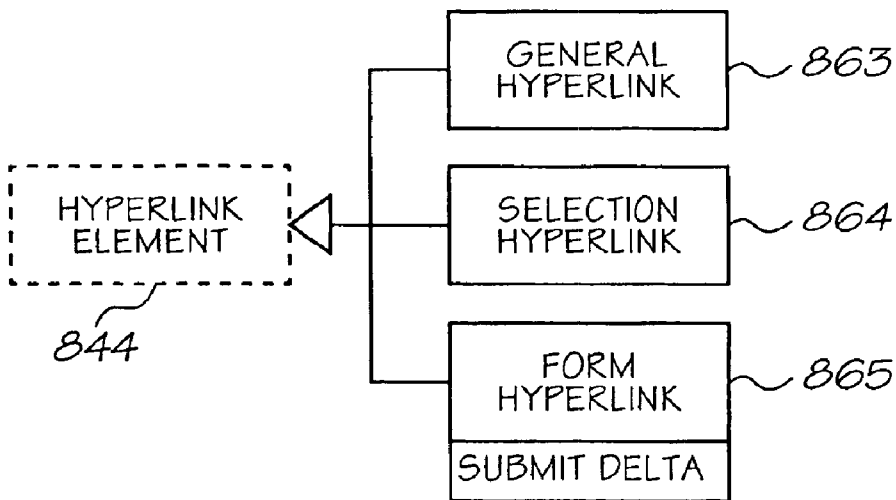 GENERAL
HYPERLINK
863
HYPERLINK
ELEMENT
844
SELECTION
HYPERLINK
864
FORM
HYPERLINK
865
SUBMIT DELTA